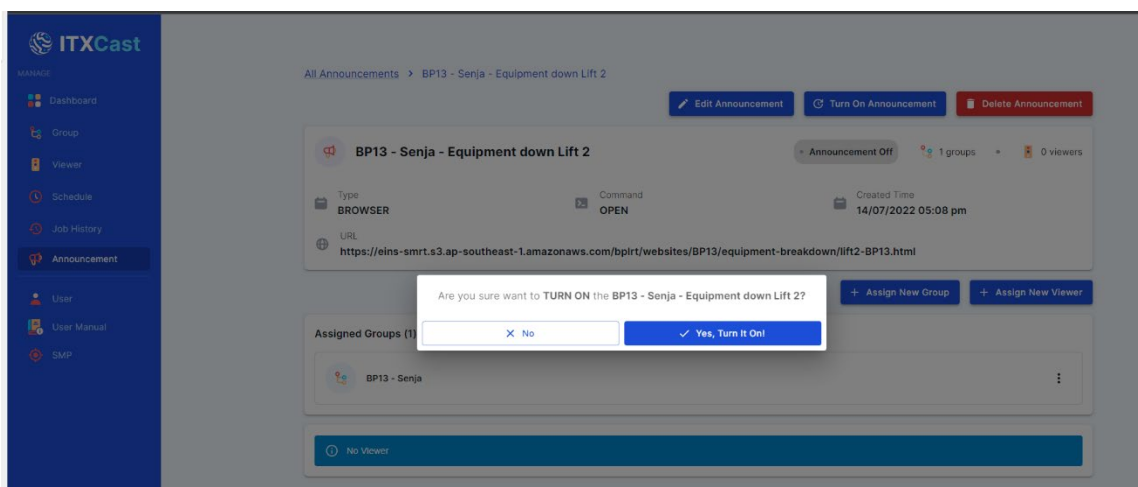 ITXCast
MANAGE
Dashboard
Group
Viewer
Schedule
Job History
Announcement
User
User Manual
SMP
All Announcements > BP13 - Senja - Equipment down Lift 2
Edit Announcement
Turn On Announcement
Delete Announcement
BP13 - Senja - Equipment down Lift 2
Announcement Off
1 groups
0 viewers
Type
BROWSER
Command
OPEN
Created Time
14/07/2022 05:08 pm
URL
https://eins-smrt.s3.ap-southeast-1.amazonaws.com/bplrt/websites/BP13/equipment-breakdown/lift2-BP13.html
Are you sure want to TURN ON the BP13 - Senja - Equipment down Lift 2?
No
Yes, Turn It On!
+ Assign New Group
+ Assign New Viewer
Assigned Groups (1)
BP13 - Senja
No Viewer